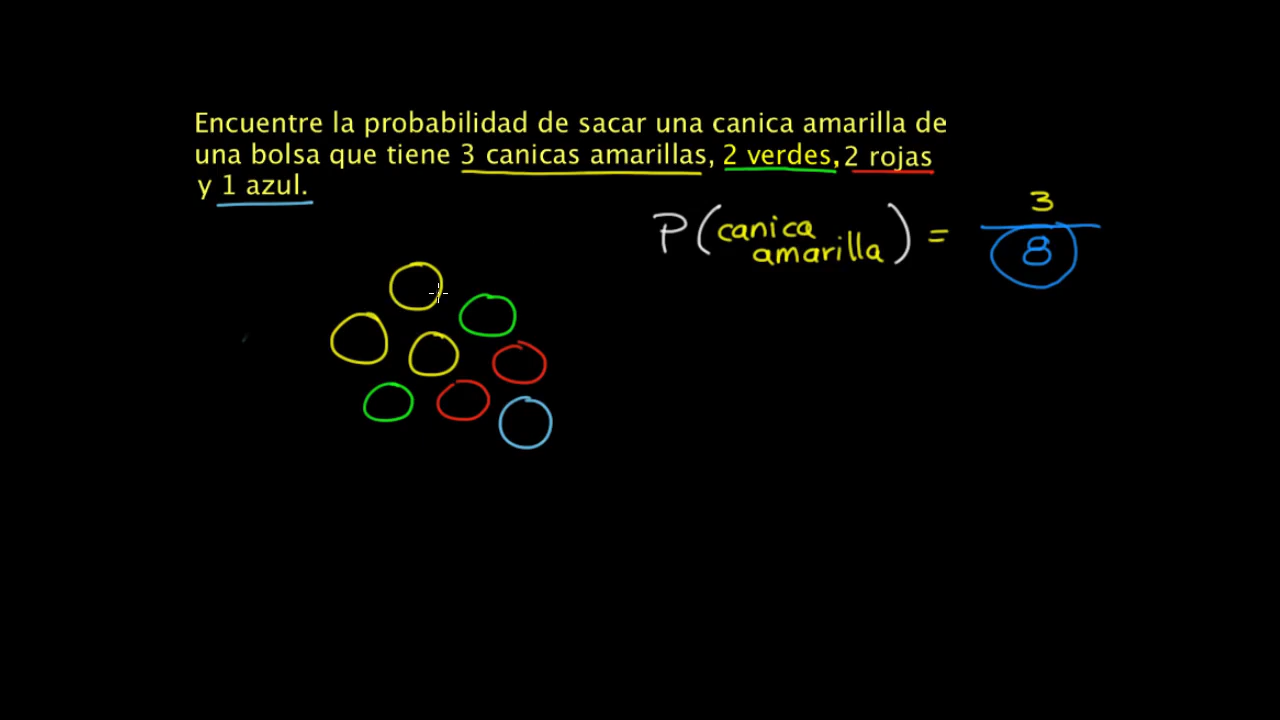 Encuentre la probabilidad de sacar una canica amarilla de
una bolsa que tiene 3 canicas amarillas, 2 verdes, 2 rojas
y 1 azul.
P(canica amarilla) = 3/8